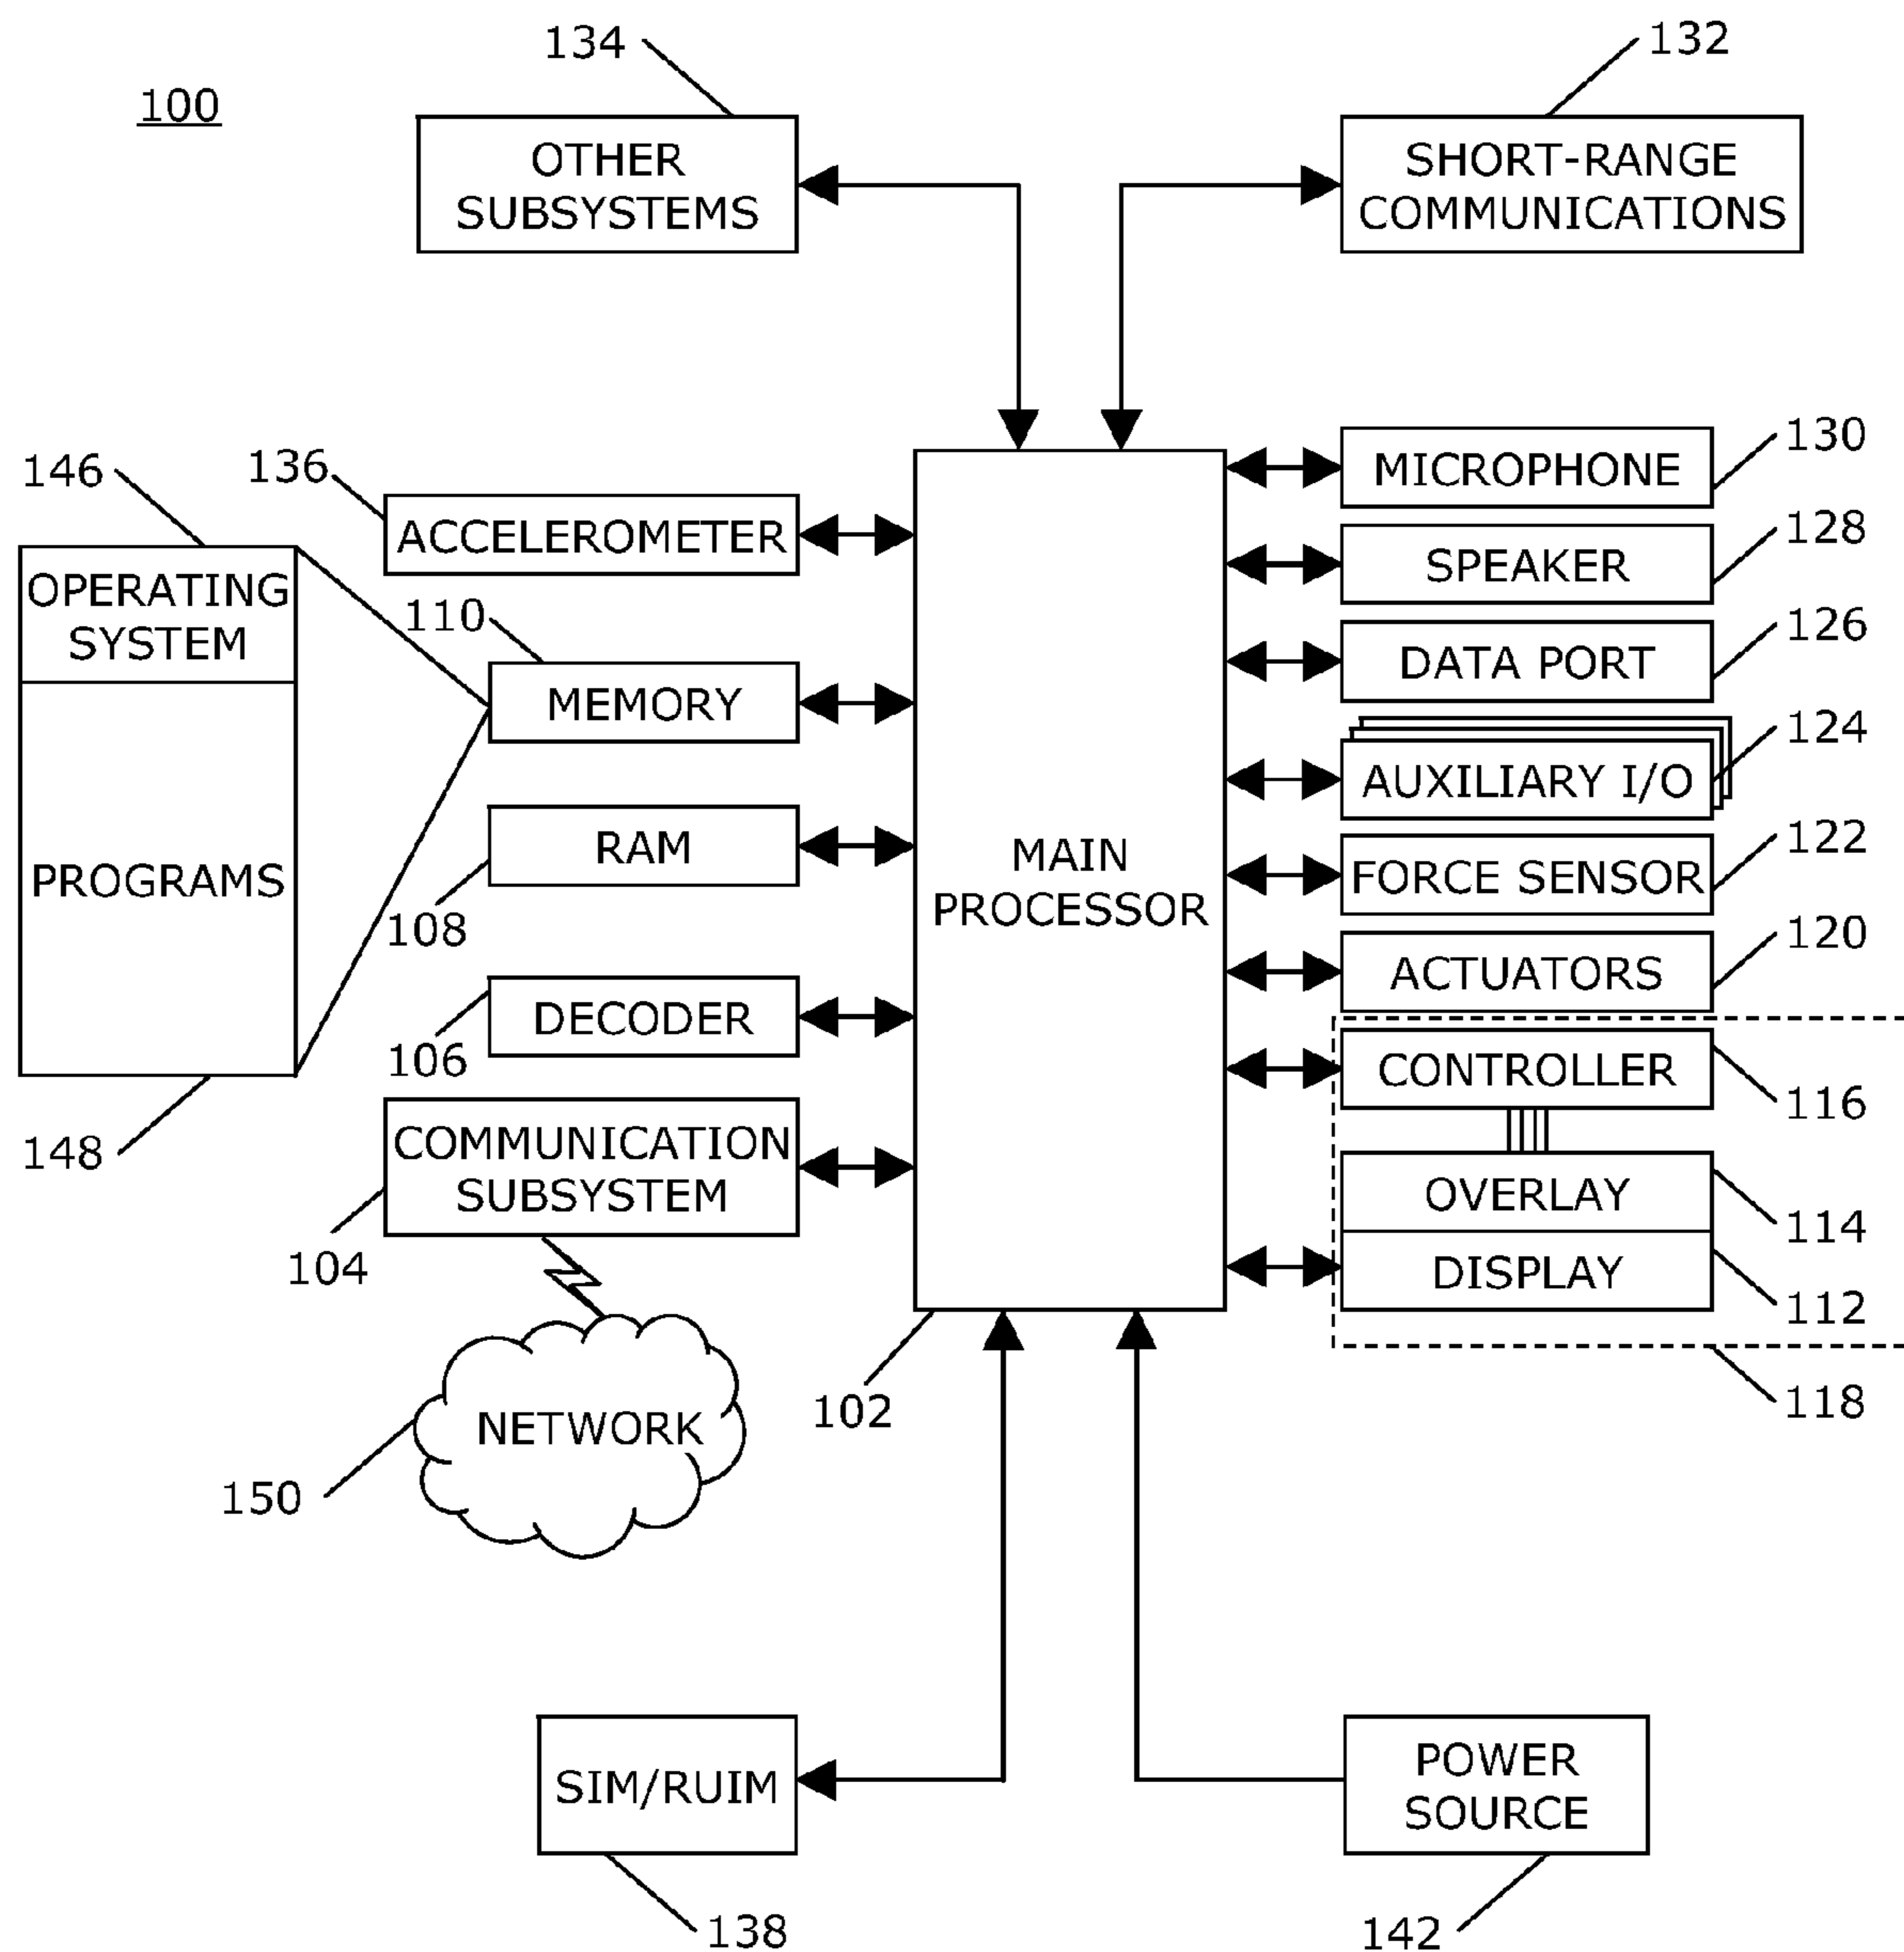 134
132
100
OTHER
SUBSYSTEMS
SHORT-RANGE
COMMUNICATIONS
146
136
ACCELEROMETER
OPERATING
SYSTEM
110
MEMORY
PROGRAMS
RAM
108
DECODER
106
COMMUNICATION
SUBSYSTEM
148
104
NETWORK
150
MAIN
PROCESSOR
102
MICROPHONE
130
SPEAKER
128
DATA PORT
126
AUXILIARY I/O
124
FORCE SENSOR
122
ACTUATORS
120
CONTROLLER
116
OVERLAY
114
DISPLAY
112
118
SIM/RUIM
138
POWER
SOURCE
142